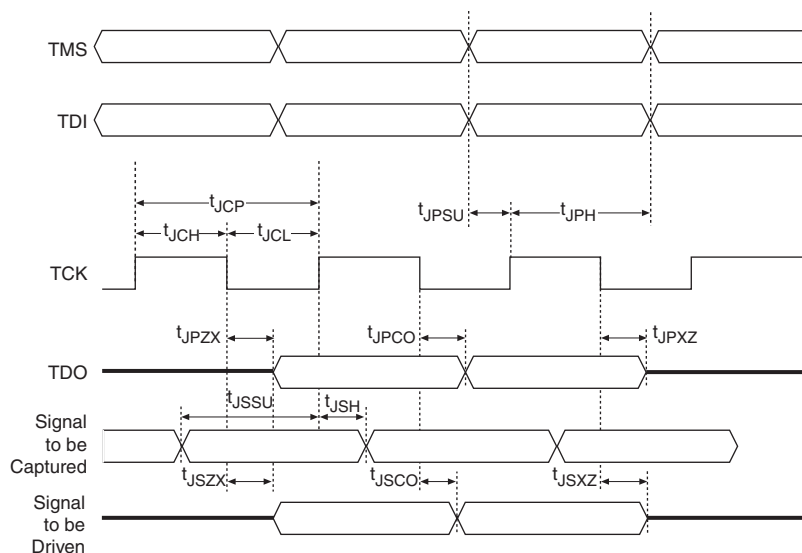 TMS
TDI
tJCP
tJPSU
tJPH
tJCH
tJCL
TCK
tJPZX
tJPCO
tJPXZ
TDO
tJSSU
tJSH
Signal
to be
Captured
tJSZX
tJSCO
tJSXZ
Signal
to be
Driven